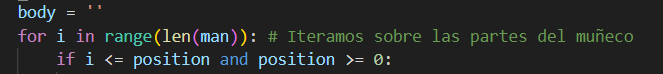 body = ''
for i in range(len(man)): # Iteramos sobre las partes del muñeco
    if i <= position and position >= 0: